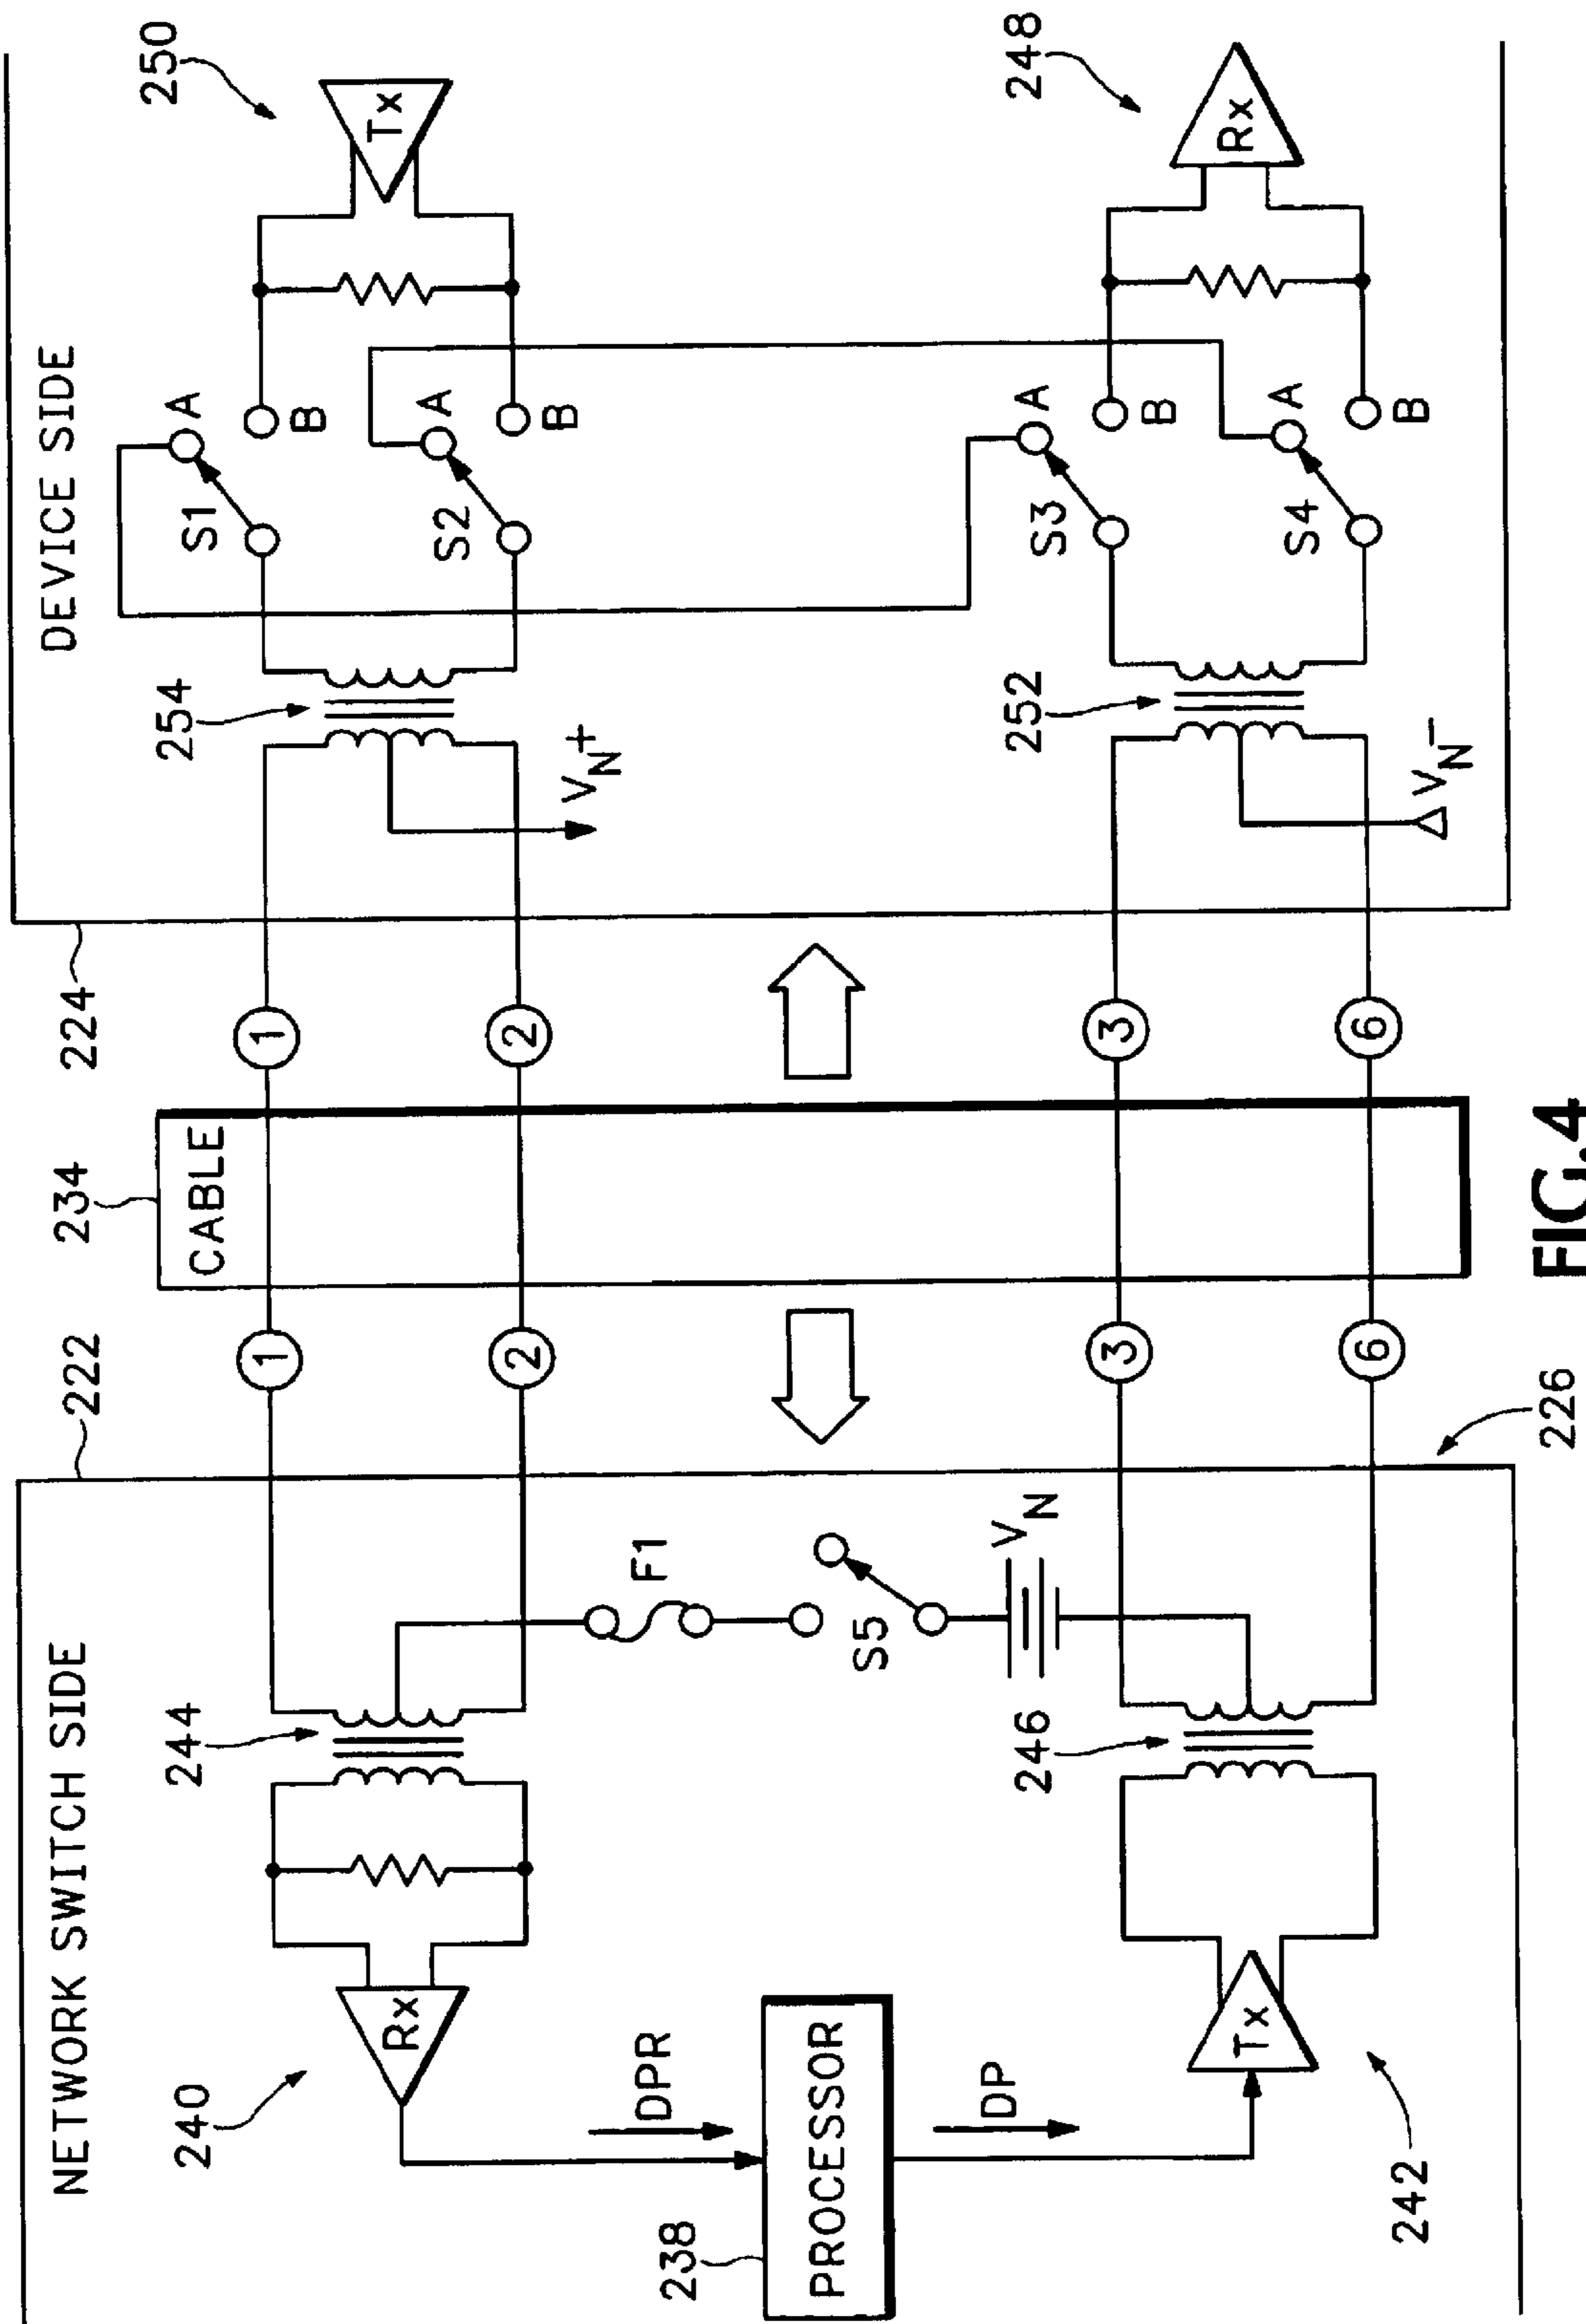 NETWORK SWITCH SIDE
222
234
CABLE
224
DEVICE SIDE
250
244
1
2
1
2
254
S1
A
B
S2
A
B
Tx
240
Rx
F1
V_N+
DPR
S5
238
PROCESSOR
V_N
DP
246
3
6
3
6
252
S3
A
B
S4
A
B
248
Rx
Tx
242
226
V_N-
FIG.4